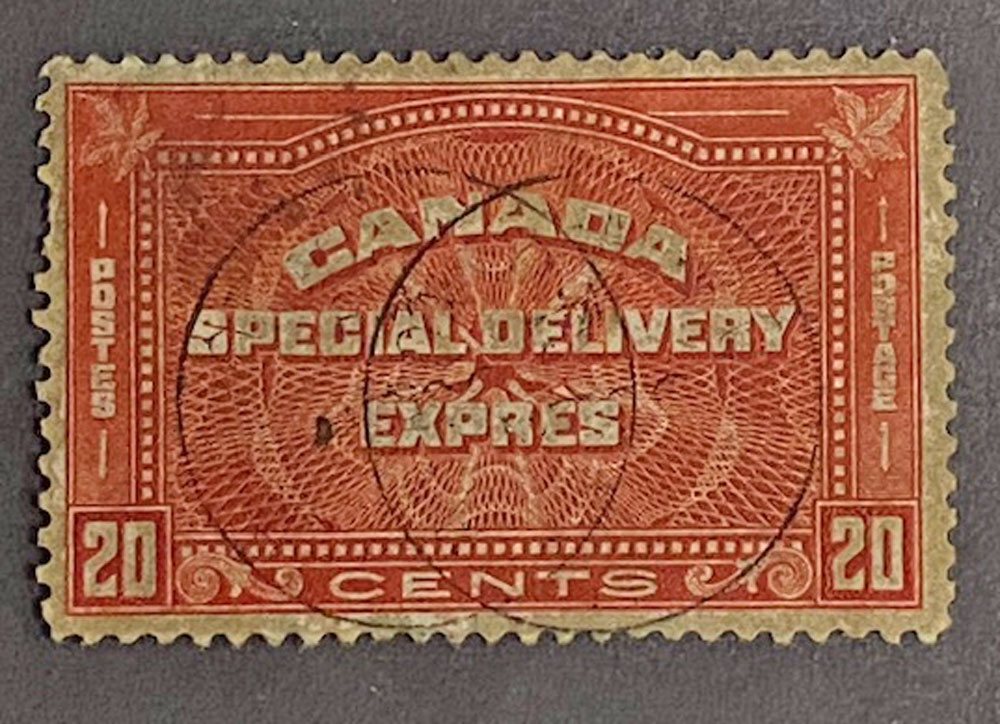 CANADA
SPECIAL DELIVERY
EXPRES
POSTES
POSTAGE
20
CENTS
20